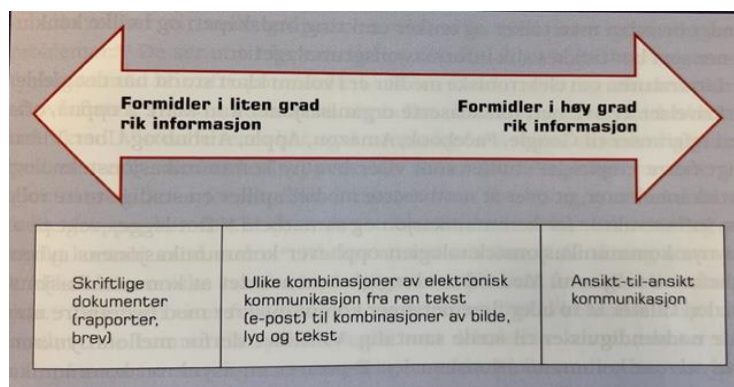 Formidler i liten grad
rik informasjon
Formidler i høy grad
rik informasjon
Skriftlige
dokumenter
(rapporter,
brev)
Ulike kombinasjoner av elektronisk
kommunikasjon fra ren tekst
(e-post) til kombinasjoner av bilde,
lyd og tekst
Ansikt-til-ansikt
kommunikasjon